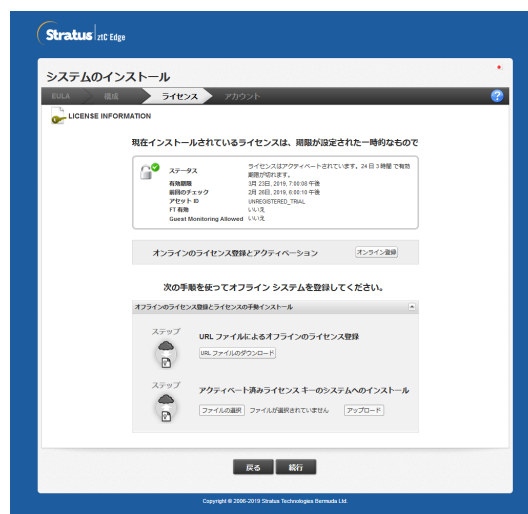 Stratus ztC Edge
システムのインストール
EULA 構成 ライセンス アカウント
?
LICENSE INFORMATION
現在インストールされているライセンスは、期限が設定された一時的なもので
ステータス ライセンスはアクティベートされています。24 日 3 時間 で有効
期限が切れます。
有効期限 3月 23日, 2019, 7:00:08 午後
前回のチェック 2月 26日, 2019, 6:00:10 午後
アセット ID UNREGISTERED_TRIAL
FT 有効 いいえ
Guest Monitoring Allowed いいえ
オンラインのライセンス登録とアクティベーション オンライン登録
次の手順を使ってオフライン システムを登録してください。
オフラインのライセンス登録とライセンスの手動インストール
ステップ
URL ファイルによるオフラインのライセンス登録
URL ファイルのダウンロード
ステップ
アクティベート済みライセンス キーのシステムへのインストール
ファイルの選択 ファイルが選択されていません アップロード
戻る 続行
Copyright © 2006-2019 Stratus Technologies Bermuda Ltd.